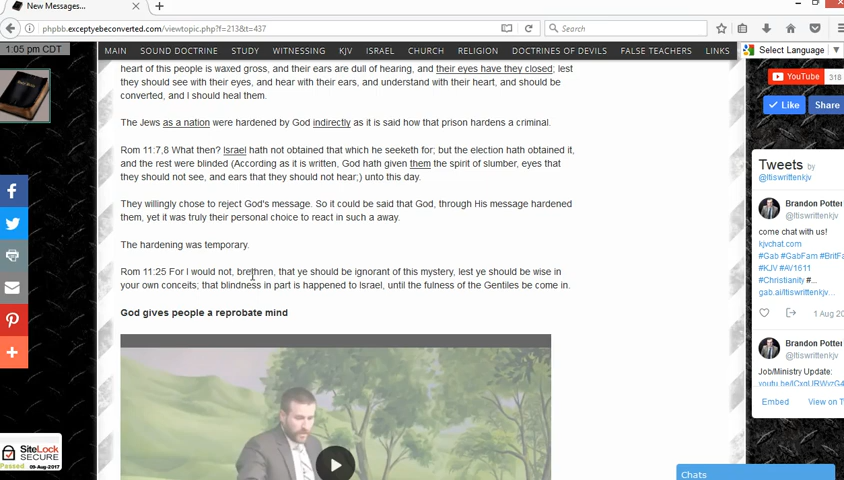 New Messages...
phpbb.exceptyebeconverted.com/viewtopic.php?f=213&t=437
Search
1:05 pm CDT
MAIN SOUND DOCTRINE STUDY WITNESSING KJV ISRAEL CHURCH RELIGION DOCTRINES OF DEVILS FALSE TEACHERS LINKS
Select Language
heart of this people is waxed gross, and their ears are dull of hearing, and their eyes have they closed; lest
they should see with their eyes, and hear with their ears, and understand with their heart, and should be
converted, and I should heal them.
The Jews as a nation were hardened by God indirectly as it is said how that prison hardens a criminal.
Rom 11:7,8 What then? Israel hath not obtained that which he seeketh for; but the election hath obtained it,
and the rest were blinded (According as it is written, God hath given them the spirit of slumber, eyes that
they should not see, and ears that they should not hear;) unto this day.
They willingly chose to reject God's message. So it could be said that God, through His message hardened
them, yet it was truly their personal choice to react in such a away.
The hardening was temporary.
Rom 11:25 For I would not, brethren, that ye should be ignorant of this mystery, lest ye should be wise in
your own conceits; that blindness in part is happened to Israel, until the fulness of the Gentiles be come in.
God gives people a reprobate mind
YouTube 318
Like Share
Tweets by
@Itiswrittenkjv
Brandon Potter
@Itiswrittenkjv
come chat with us!
kjvchat.com
#Gab #GabFam #BritFa
#KJV #AV1611
#Christianity #...
gab.ai/Itiswrittenkjv...
1 Aug 20
Brandon Potter
@Itiswrittenkjv
Job/Ministry Update:
Embed View on T
SiteLock
SECURE
Passed 05-Aug-2017
Chats